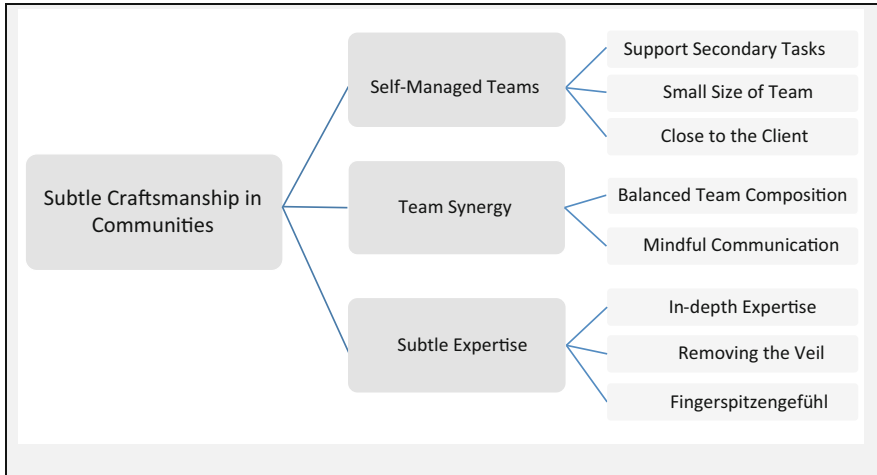 Subtle Craftsmanship in
Communities
Self-Managed Teams
Support Secondary Tasks
Small Size of Team
Close to the Client
Team Synergy
Balanced Team Composition
Mindful Communication
Subtle Expertise
In-depth Expertise
Removing the Veil
Fingerspitzengefühl